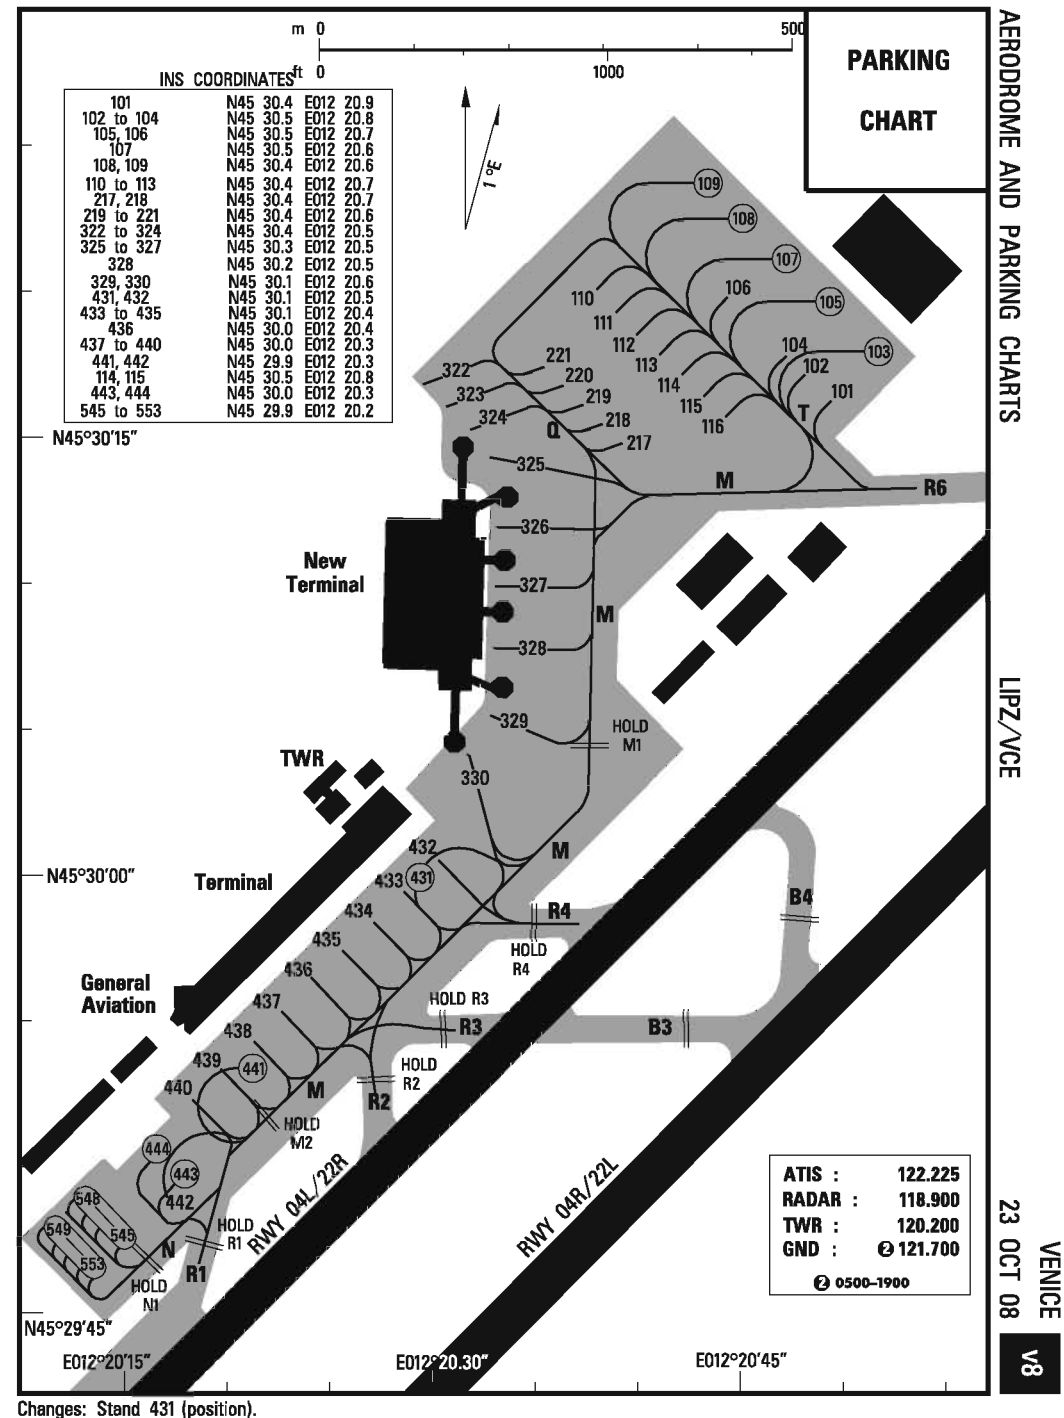 m 0 500
ft 0 1000
PARKING
CHART
INS COORDINATES
101 N45 30.4 E012 20.9
102 to 104 N45 30.5 E012 20.8
105, 106 N45 30.5 E012 20.7
107 N45 30.5 E012 20.6
108, 109 N45 30.4 E012 20.6
110 to 113 N45 30.4 E012 20.7
217, 218 N45 30.4 E012 20.7
219 to 221 N45 30.4 E012 20.6
322 to 324 N45 30.4 E012 20.5
325 to 327 N45 30.3 E012 20.5
328 N45 30.2 E012 20.5
329, 330 N45 30.1 E012 20.6
431, 432 N45 30.1 E012 20.5
433 to 435 N45 30.1 E012 20.4
436 N45 30.0 E012 20.4
437 to 440 N45 30.0 E012 20.3
441, 442 N45 29.9 E012 20.3
114, 115 N45 30.5 E012 20.8
443, 444 N45 30.0 E012 20.3
545 to 553 N45 29.9 E012 20.2
1 °E
109
108
107
106
105
110
111
112
113
114
115
116
104
102
103
101
T
221
220
219
218
217
322
323
324
Q
325
M
R6
N45°30'15"
326
New
Terminal
327
M
328
329
HOLD
M1
TWR
330
M
432
431
433
Terminal
N45°30'00"
434
R4
HOLD
R4
B4
435
436
General
Aviation
437
HOLD R3
R3
B3
438
439
441
440
M
HOLD
R2
R2
HOLD
M2
444
443
442
548
549
545
553
N
HOLD
R1
R1
HOLD
N1
RWY 04L/22R
RWY 04R/22L
ATIS : 122.225
RADAR : 118.900
TWR : 120.200
GND : ❷ 121.700
❷ 0500–1900
N45°29'45"
E012°20'15"
E012°20.30"
E012°20'45"
Changes: Stand 431 (position).
AERODROME AND PARKING CHARTS
LIPZ/VCE
23 OCT 08
VENICE
V8